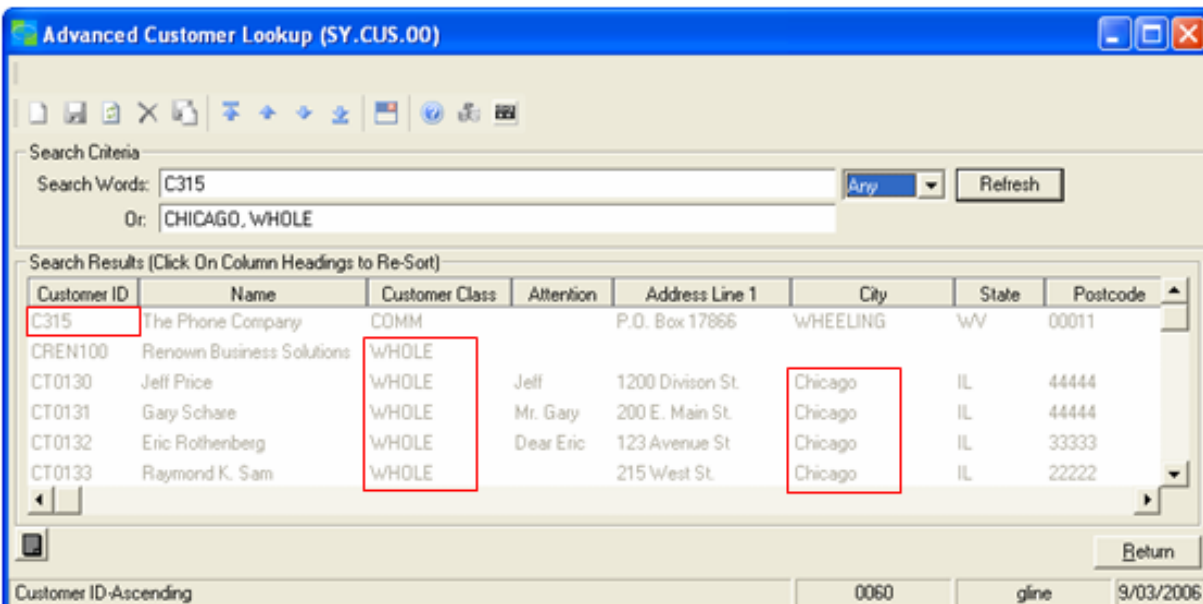 Advanced Customer Lookup (SY.CUS.00)
Search Criteria
Search Words: C315 Any Refresh
Or: CHICAGO, WHOLE
Search Results (Click On Column Headings to Re-Sort)
Customer ID Name Customer Class Attention Address Line 1 City State Postcode
C315 The Phone Company COMM P.O. Box 17866 WHEELING WV 00011
CREN100 Renown Business Solutions WHOLE
CT0130 Jeff Price WHOLE Jeff 1200 Divison St. Chicago IL 44444
CT0131 Gary Schare WHOLE Mr. Gary 200 E. Main St. Chicago IL 44444
CT0132 Eric Rothenberg WHOLE Dear Eric 123 Avenue St Chicago IL 33333
CT0133 Raymond K. Sam WHOLE 215 West St. Chicago IL 22222
Return
Customer ID-Ascending 0060 gline 9/03/2006